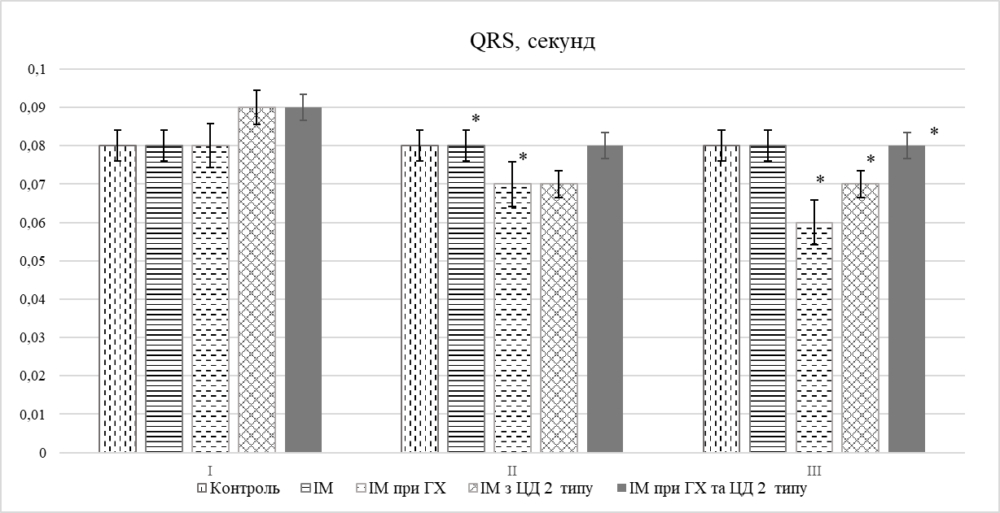 QRS, секунд
0,1
0,09
0,08
0,07
0,06
0,05
0,04
0,03
0,02
0,01
0
* * * * *
I II III
Контроль ІМ ІМ при ГХ ІМ з ЦД 2 типу ІМ при ГХ та ЦД 2 типу